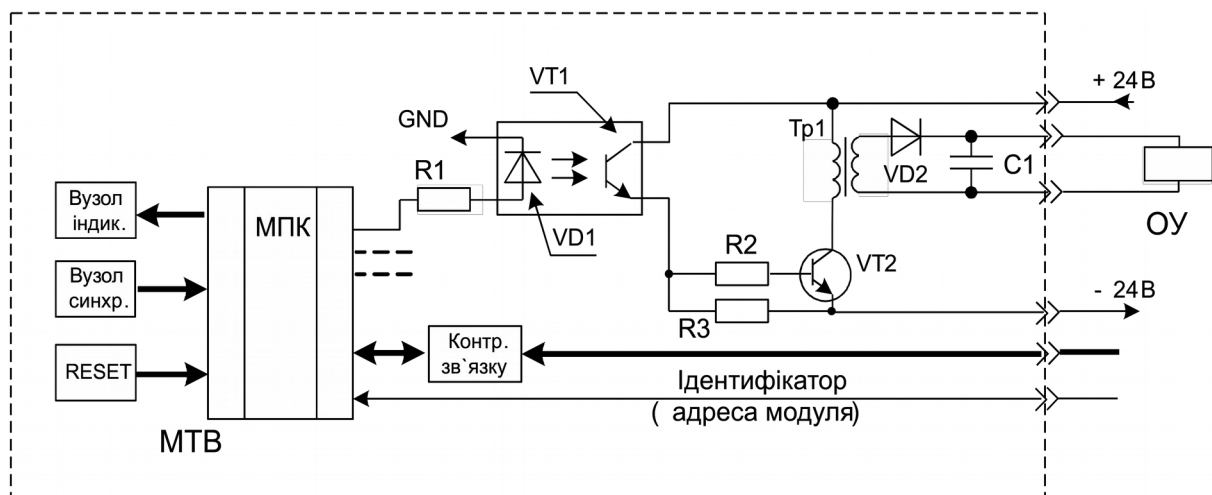 VT1
+ 24В
GND
Тр1
R1
VD2
C1
Вузол
індик.
МПК
VD1
ОУ
R2
VT2
Вузол
синхр.
- 24В
R3
RESET
Контр.
зв`язку
Ідентифікатор
( адреса модуля)
МТВ